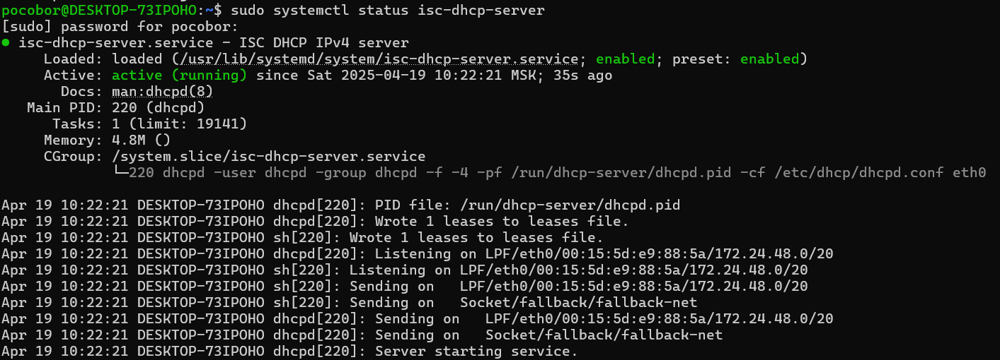 pocobor@DESKTOP-73IPOHO:~$ sudo systemctl status isc-dhcp-server
[sudo] password for pocobor:
● isc-dhcp-server.service - ISC DHCP IPv4 server
     Loaded: loaded (/usr/lib/systemd/system/isc-dhcp-server.service; enabled; preset: enabled)
     Active: active (running) since Sat 2025-04-19 10:22:21 MSK; 35s ago
       Docs: man:dhcpd(8)
   Main PID: 220 (dhcpd)
      Tasks: 1 (limit: 19141)
     Memory: 4.8M ()
     CGroup: /system.slice/isc-dhcp-server.service
             └─220 dhcpd -user dhcpd -group dhcpd -f -4 -pf /run/dhcp-server/dhcpd.pid -cf /etc/dhcp/dhcpd.conf eth0

Apr 19 10:22:21 DESKTOP-73IPOHO dhcpd[220]: PID file: /run/dhcp-server/dhcpd.pid
Apr 19 10:22:21 DESKTOP-73IPOHO dhcpd[220]: Wrote 1 leases to leases file.
Apr 19 10:22:21 DESKTOP-73IPOHO sh[220]: Wrote 1 leases to leases file.
Apr 19 10:22:21 DESKTOP-73IPOHO dhcpd[220]: Listening on LPF/eth0/00:15:5d:e9:88:5a/172.24.48.0/20
Apr 19 10:22:21 DESKTOP-73IPOHO sh[220]: Listening on LPF/eth0/00:15:5d:e9:88:5a/172.24.48.0/20
Apr 19 10:22:21 DESKTOP-73IPOHO sh[220]: Sending on   LPF/eth0/00:15:5d:e9:88:5a/172.24.48.0/20
Apr 19 10:22:21 DESKTOP-73IPOHO sh[220]: Sending on   Socket/fallback/fallback-net
Apr 19 10:22:21 DESKTOP-73IPOHO dhcpd[220]: Sending on   LPF/eth0/00:15:5d:e9:88:5a/172.24.48.0/20
Apr 19 10:22:21 DESKTOP-73IPOHO dhcpd[220]: Sending on   Socket/fallback/fallback-net
Apr 19 10:22:21 DESKTOP-73IPOHO dhcpd[220]: Server starting service.